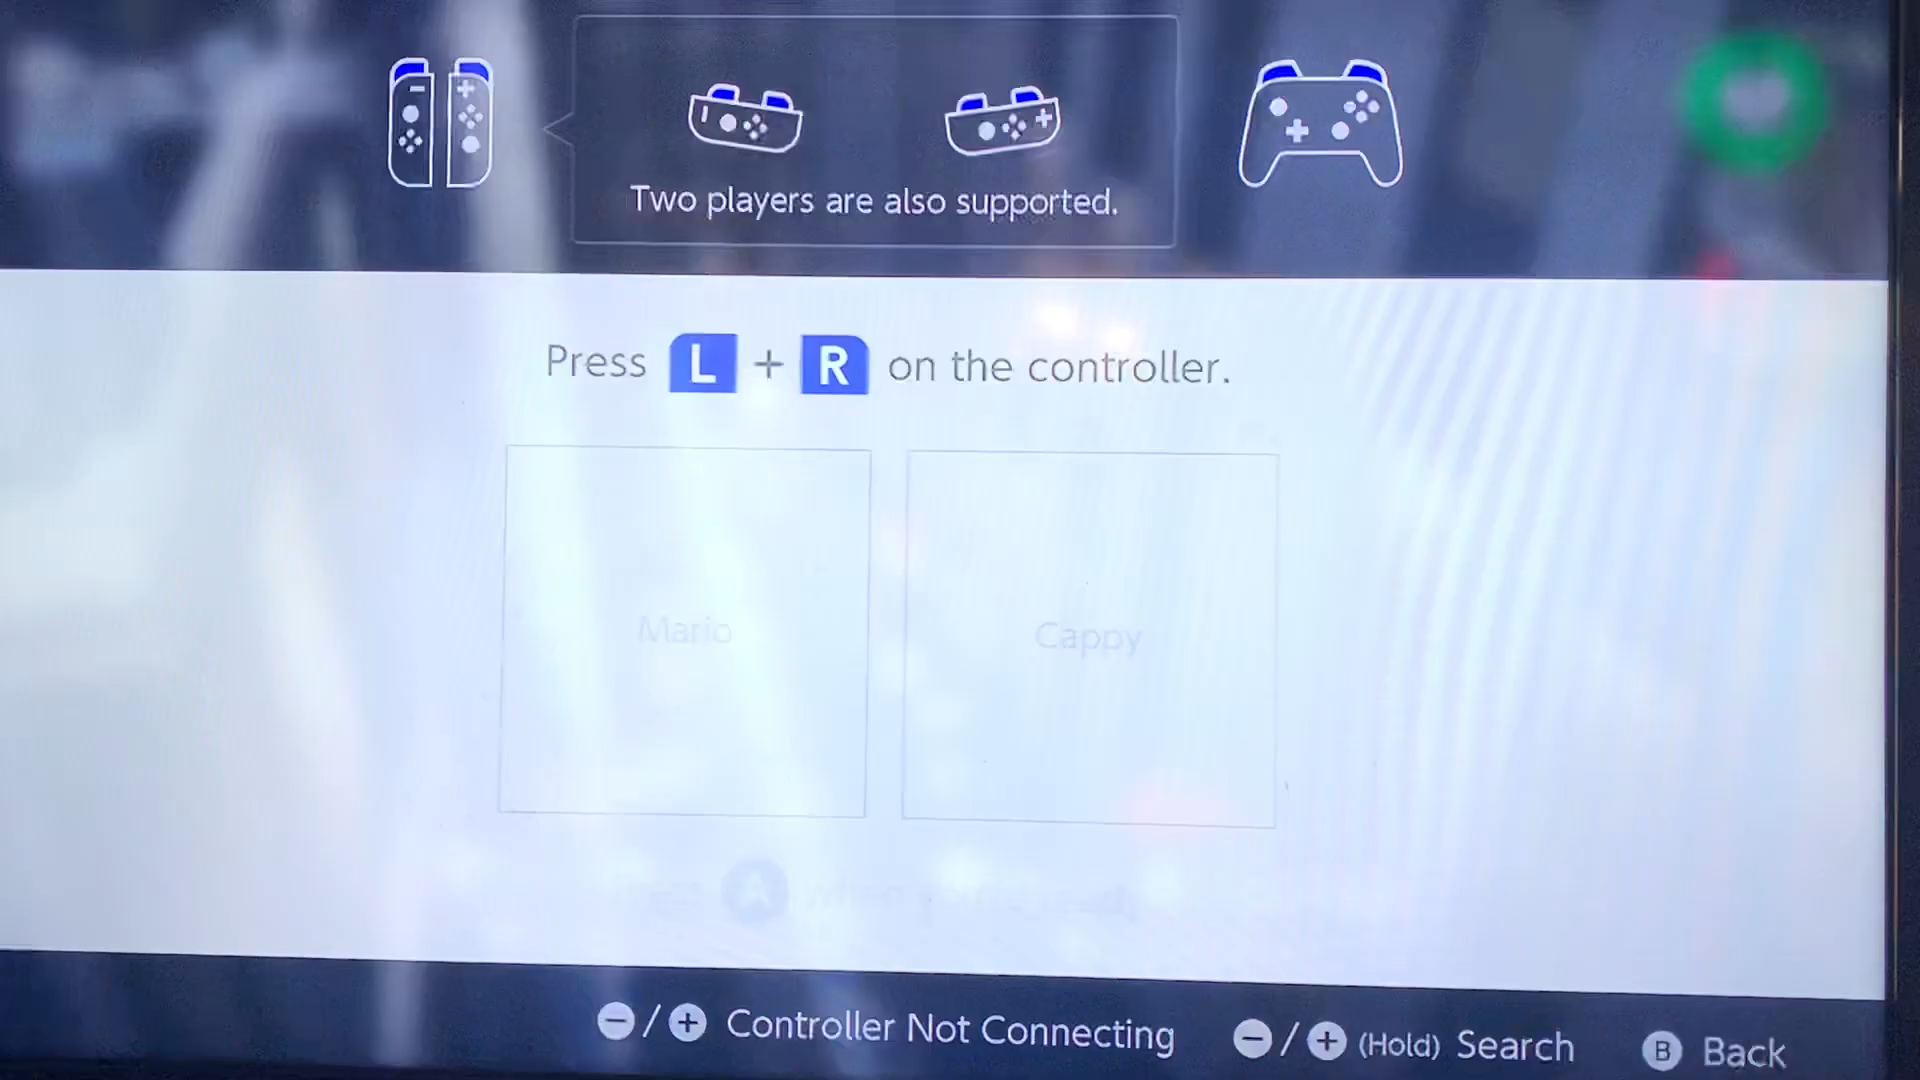 Two players are also supported.
Press L + R on the controller.
Mario
Cappy
A
−/+ Controller Not Connecting
−/+ (Hold) Search
B Back